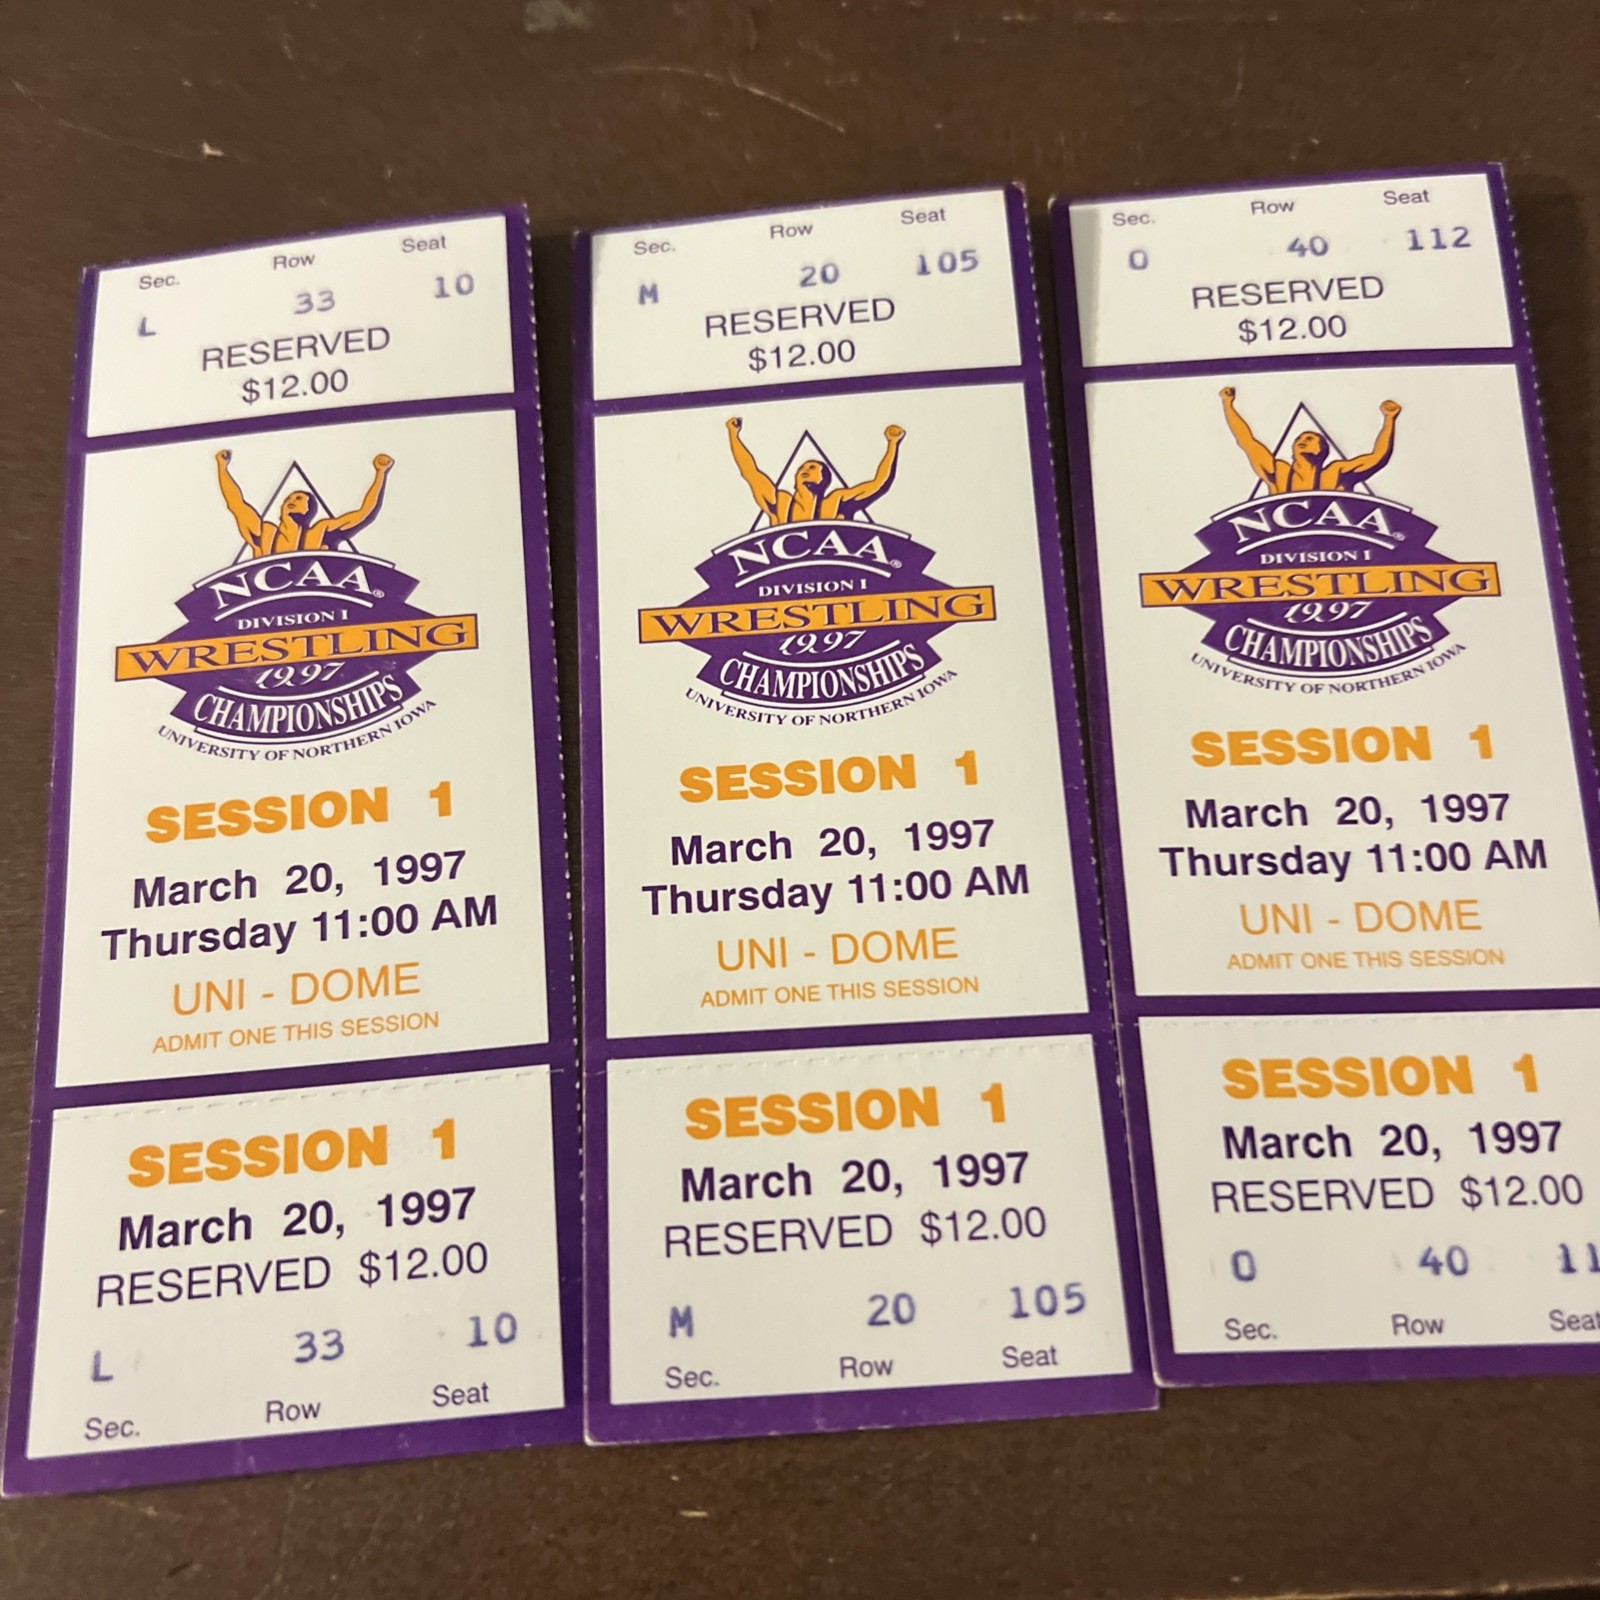 Sec. Row Seat
L 33 10
RESERVED
$12.00
NCAA®
DIVISION I
WRESTLING
1997
CHAMPIONSHIPS
UNIVERSITY OF NORTHERN IOWA
SESSION 1
March 20, 1997
Thursday 11:00 AM
UNI - DOME
ADMIT ONE THIS SESSION
SESSION 1
March 20, 1997
RESERVED $12.00
L 33 10
Sec. Row Seat
Sec. Row Seat
M 20 105
RESERVED
$12.00
NCAA®
DIVISION I
WRESTLING
1997
CHAMPIONSHIPS
UNIVERSITY OF NORTHERN IOWA
SESSION 1
March 20, 1997
Thursday 11:00 AM
UNI - DOME
ADMIT ONE THIS SESSION
SESSION 1
March 20, 1997
RESERVED $12.00
M 20 105
Sec. Row Seat
Sec. Row Seat
O 40 112
RESERVED
$12.00
NCAA®
DIVISION I
WRESTLING
1997
CHAMPIONSHIPS
UNIVERSITY OF NORTHERN IOWA
SESSION 1
March 20, 1997
Thursday 11:00 AM
UNI - DOME
ADMIT ONE THIS SESSION
SESSION 1
March 20, 1997
RESERVED $12.00
O 40 11
Sec. Row Seat